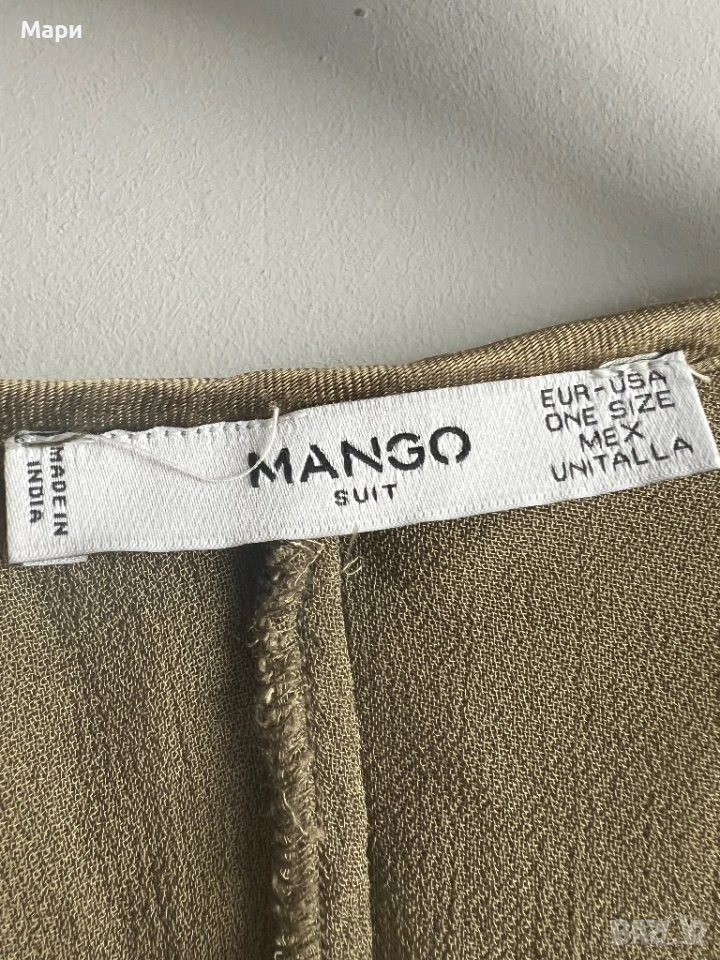 Мари
MADE IN
INDIA
MANGO
SUIT
EUR-USA
ONE SIZE
MEX
UNITALLA